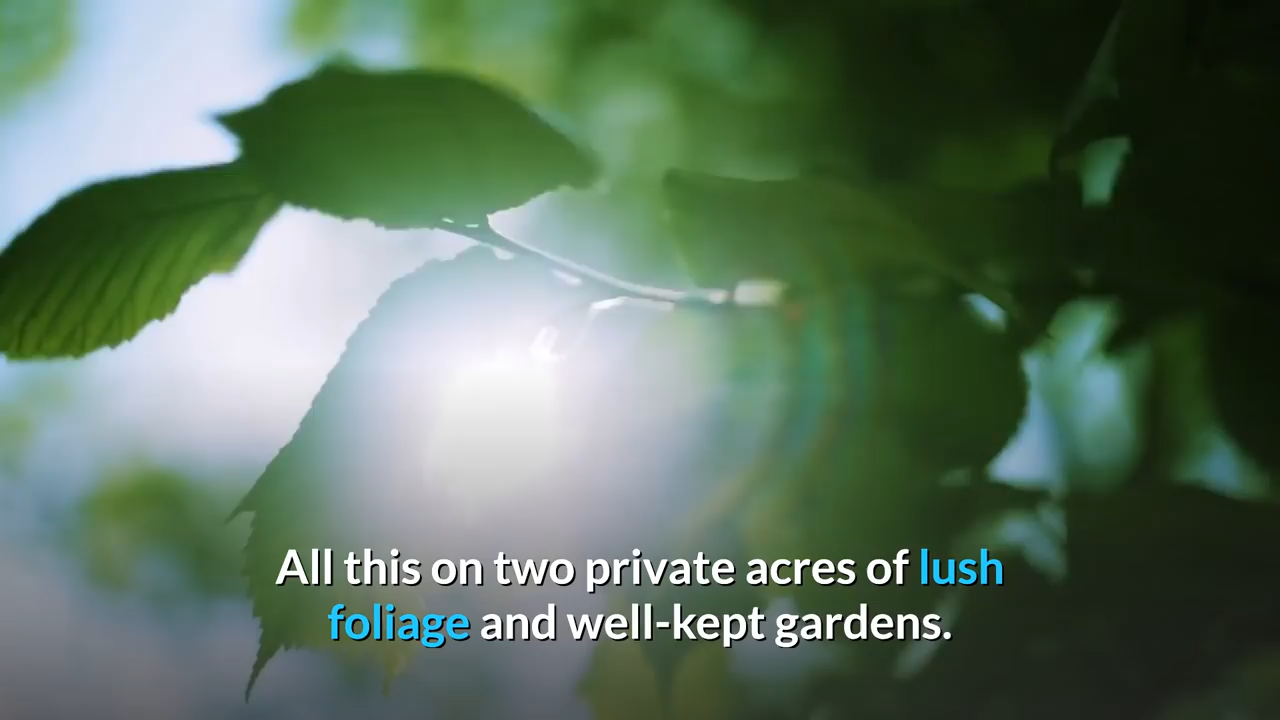 All this on two private acres of lush
foliage and well-kept gardens.